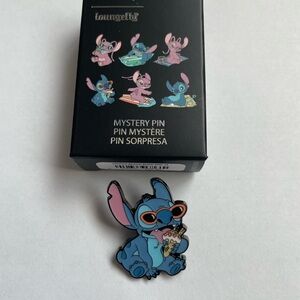 Loungefly
MYSTERY PIN
PIN MYSTÈRE
PIN SORPRESA